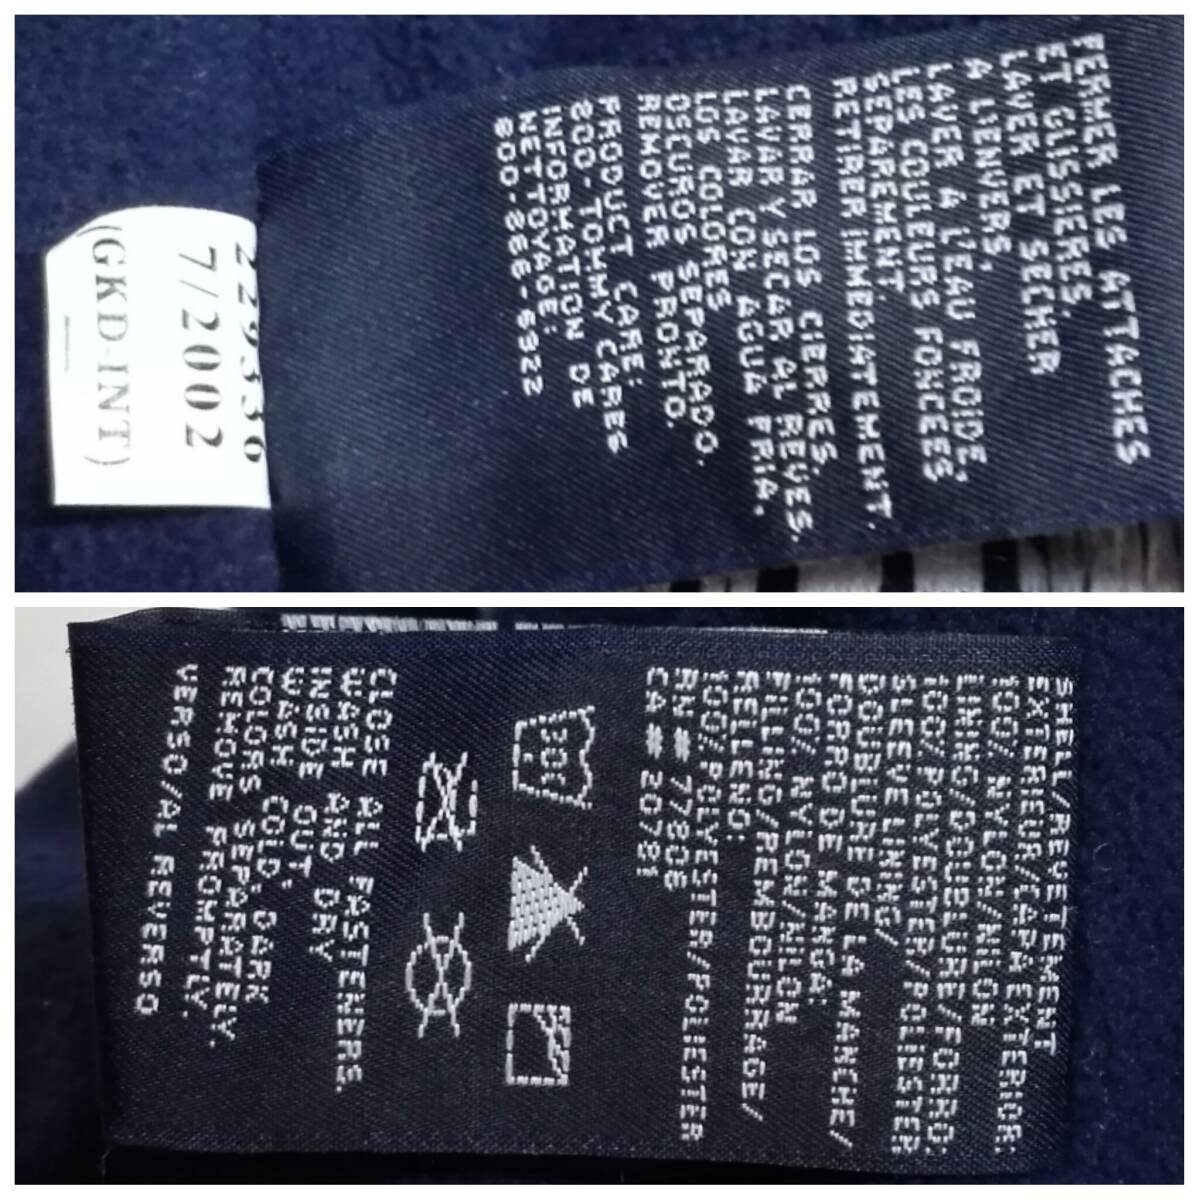 FERMER LES ATTACHES
ET GLISSIERES.
LAVER ET SECHER
A L'ENVERS.
LAVER A L'EAU FROIDE;
LES COULEURS FONCEES
SEPAREMENT.
RETIRER IMMEDIATEMENT.
CERRAR LOS CIERRES.
LAVAR Y SECAR AL REVES.
LAVAR CON AGUA FRIA.
LOS COLORES
OSCUROS SEPARADO.
REMOVER PRONTO.
PRODUCT CARE:
800-TOMMY CARES
INFORMATION DE
NETTOYAGE:
800-866-6922
229336
7/2002
(GKD-INT)
SHELL/REVETEMENT
EXTERIEUR/CAPA EXTERIOR:
100% NYLON/NILON
LINING/DOUBLURE/FORRO:
100%POLYESTER/POLIESTER
SLEEVE LINING/
DOUBLURE DE LA MANCHE/
FORRO DE MANGA:
100% NYLON/NILON
FILLING/REMBOURRAGE/
RELLENO:
100%POLYESTER/POLIESTER
RN # 77806
CA # 30781
30C
CLOSE ALL FASTENERS.
WASH AND DRY
INSIDE OUT.
WASH COLD; DARK
COLORS SEPARATELY.
REMOVE PROMPTLY.
VERSO/AL REVERSO